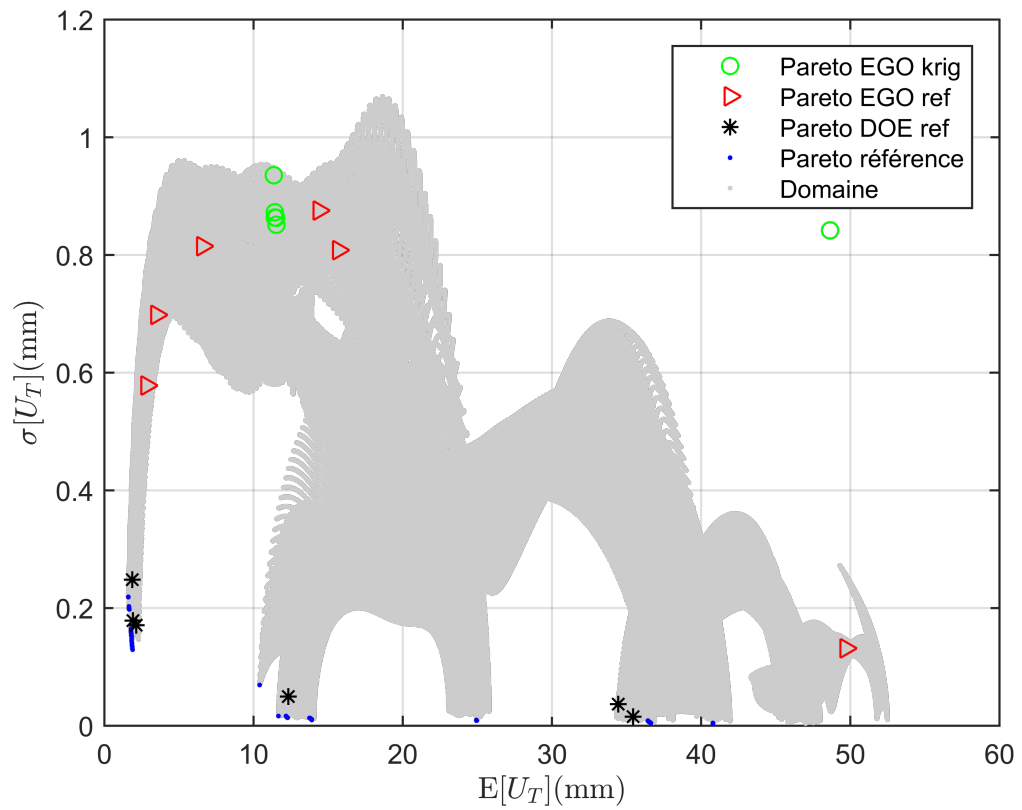 1.2
1
0.8
0.6
0.4
0.2
0
σ[U_T](mm)
Pareto EGO krig
Pareto EGO ref
Pareto DOE ref
Pareto référence
Domaine
0 10 20 30 40 50 60
E[U_T](mm)